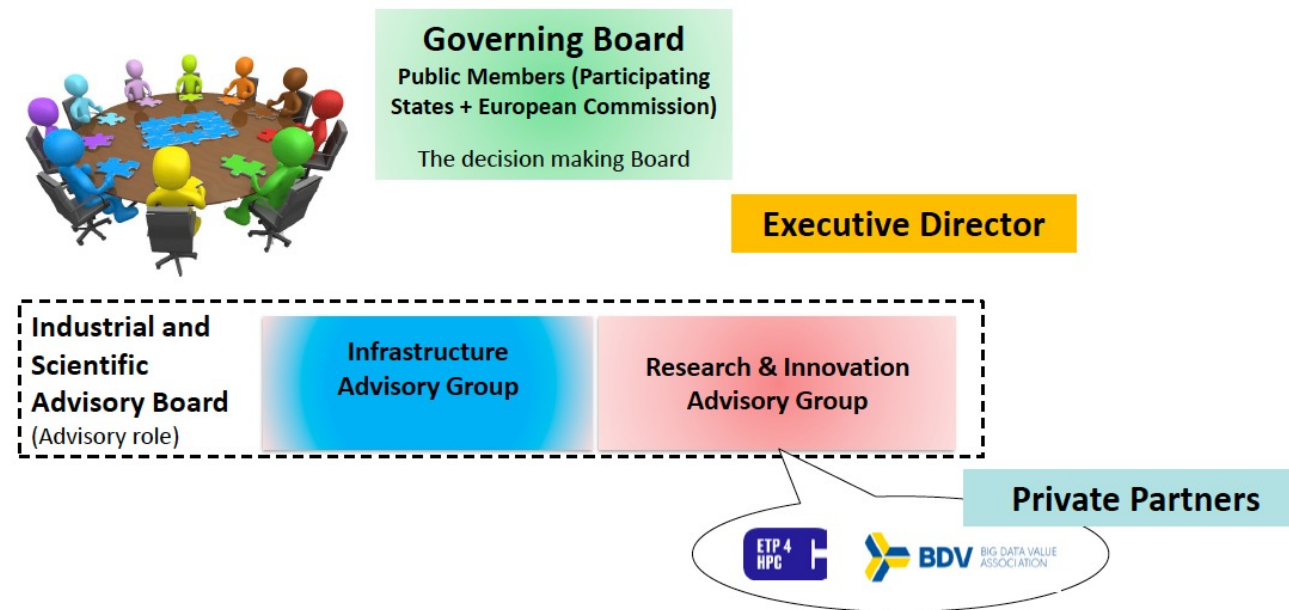 Governing Board
Public Members (Participating
States + European Commission)
The decision making Board
Executive Director
Industrial and
Scientific
Advisory Board
(Advisory role)
Infrastructure
Advisory Group
Research & Innovation
Advisory Group
Private Partners
ETP 4
HPC
BDV BIG DATA VALUE
ASSOCIATION